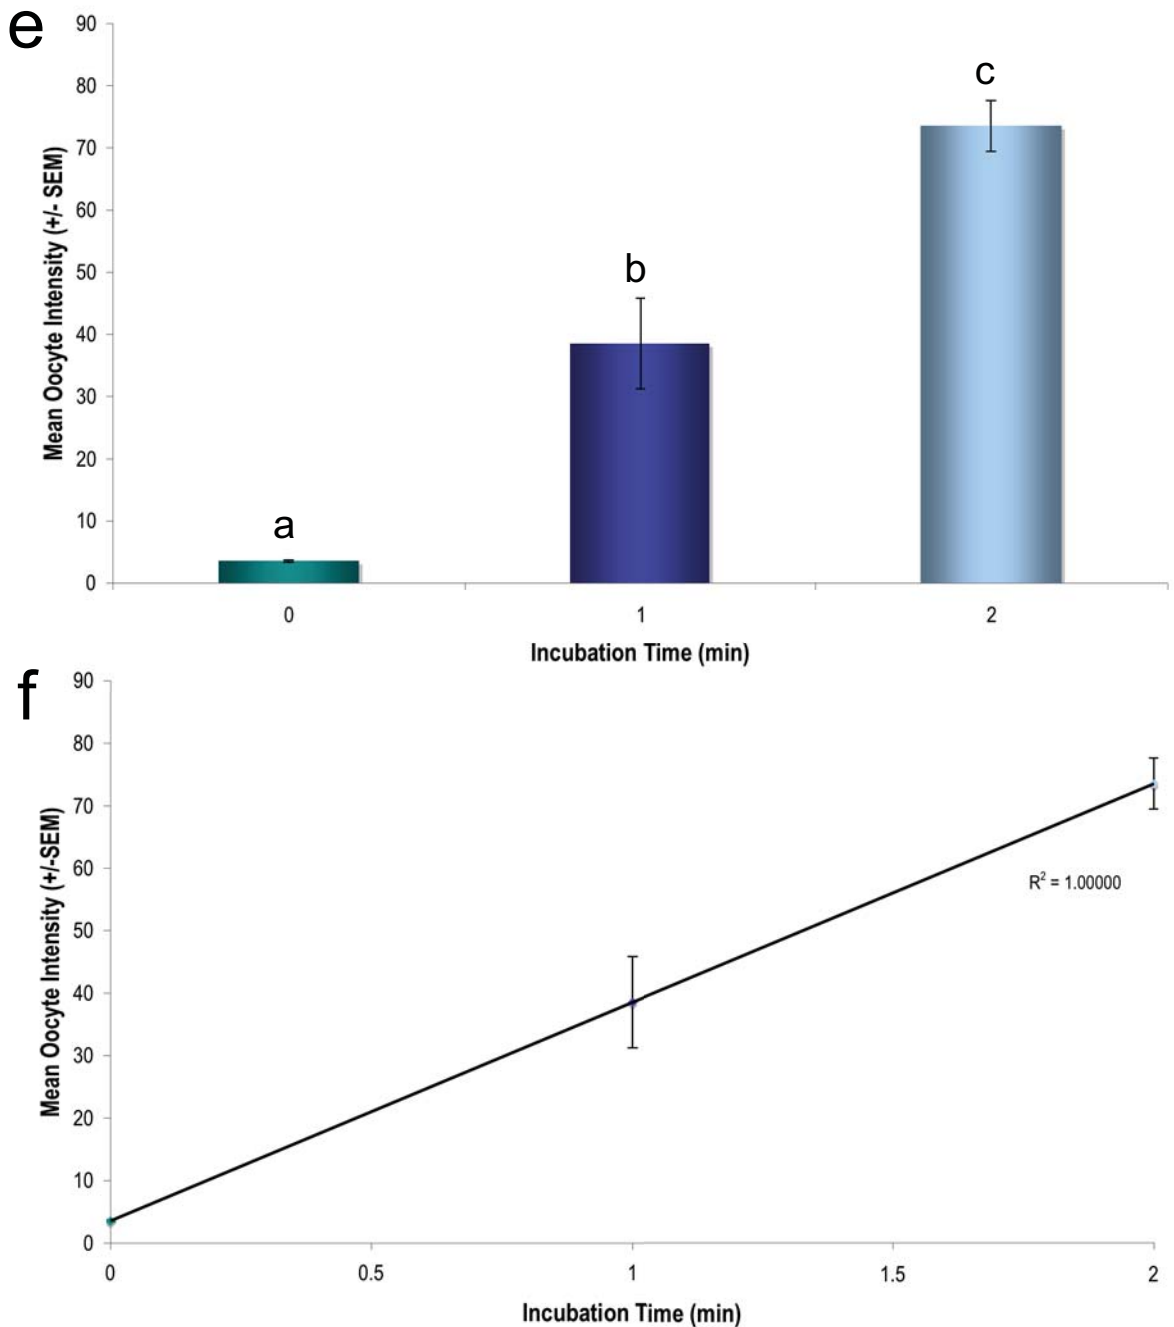 e
90
80
70
60
50
40
30
20
10
0
Mean Oocyte Intensity (+/- SEM)
a
b
c
0 1 2
Incubation Time (min)
f
90
80
70
60
50
40
30
20
10
0
Mean Oocyte Intensity (+/-SEM)
R² = 1.00000
0 0.5 1 1.5 2
Incubation Time (min)